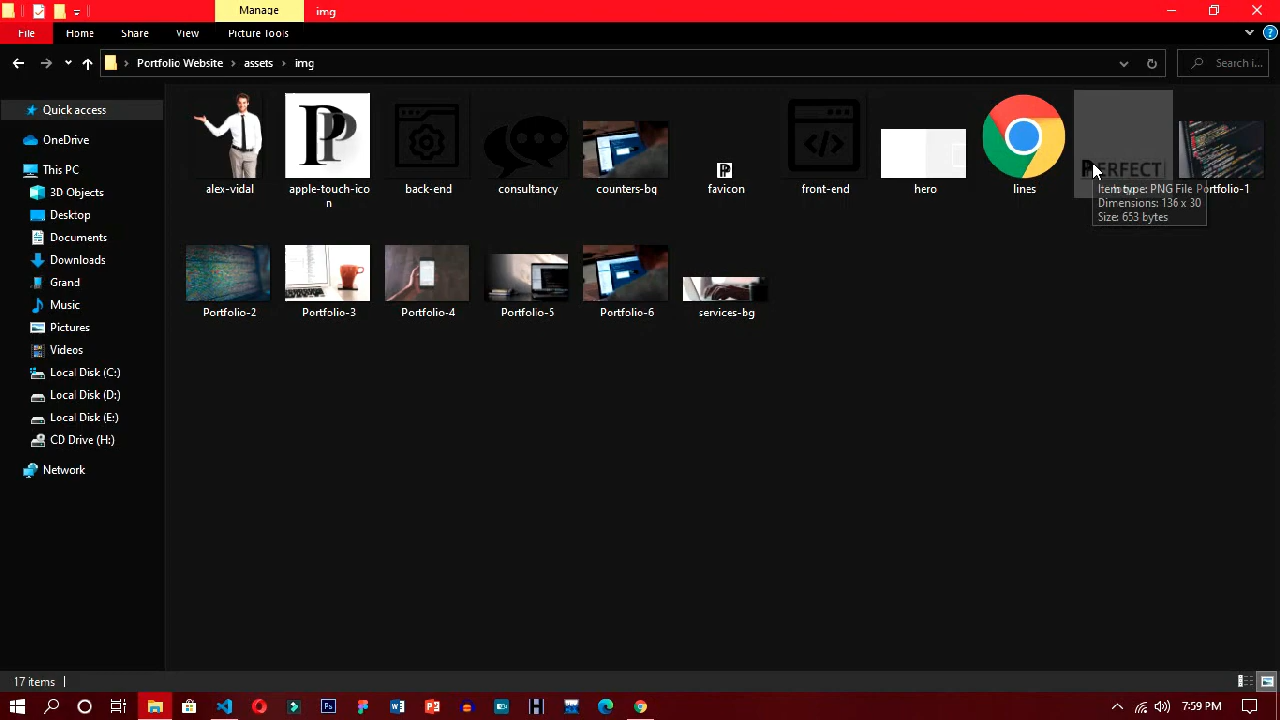 Manage
img
File
Home
Share
View
Picture Tools
Portfolio Website
assets
img
Search i...
Quick access
OneDrive
This PC
3D Objects
Desktop
Documents
Downloads
Grand
Music
Pictures
Videos
Local Disk (C:)
Local Disk (D:)
Local Disk (E:)
CD Drive (H:)
Network
PERFECT
alex-vidal
apple-touch-ico
n
back-end
consultancy
counters-bg
favicon
front-end
hero
lines
Portfolio-1
Item type: PNG File
Dimensions: 136 x 30
Size: 653 bytes
Portfolio-2
Portfolio-3
Portfolio-4
Portfolio-5
Portfolio-6
services-bg
17 items
7:59 PM